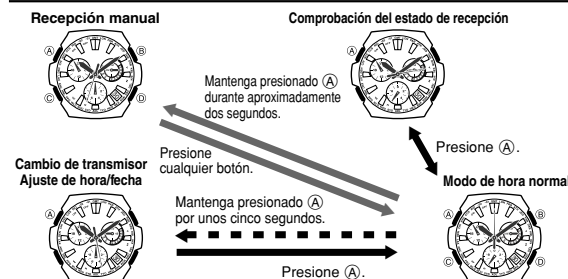 Recepción manual
Comprobación del estado de recepción
Ⓐ
Ⓑ
Ⓒ
Ⓓ
Ⓐ
Mantenga presionado Ⓐ
durante aproximadamente
dos segundos.
Presione
cualquier botón.
Presione Ⓐ.
Cambio de transmisor
Ajuste de hora/fecha
Modo de hora normal
Mantenga presionado Ⓐ
por unos cinco segundos.
Ⓐ
Ⓐ
Ⓑ
Ⓒ
Ⓓ
Presione Ⓐ.